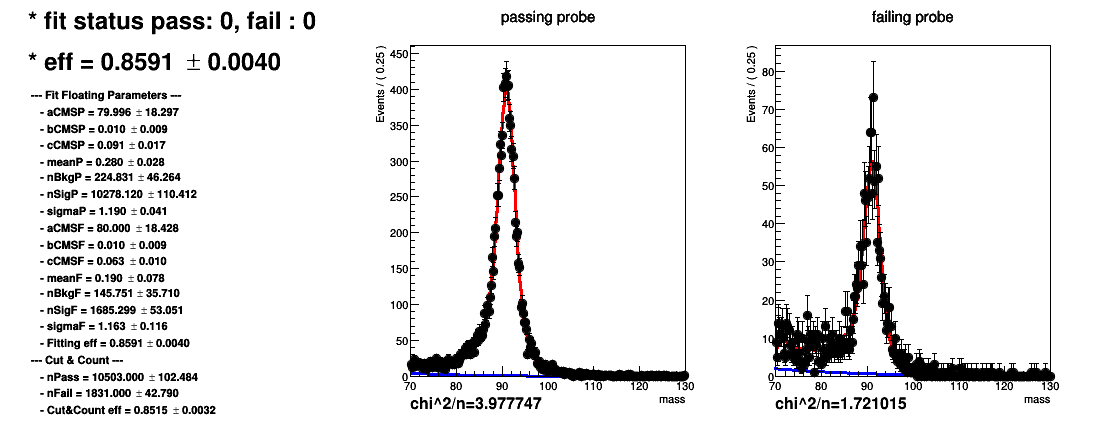 * fit status pass: 0, fail : 0
* eff = 0.8591 ± 0.0040
--- Fit Floating Parameters ---
- aCMSP = 79.996 ± 18.297
- bCMSP = 0.010 ± 0.009
- cCMSP = 0.091 ± 0.017
- meanP = 0.280 ± 0.028
- nBkgP = 224.831 ± 46.264
- nSigP = 10278.120 ± 110.412
- sigmaP = 1.190 ± 0.041
- aCMSF = 80.000 ± 18.428
- bCMSF = 0.010 ± 0.009
- cCMSF = 0.063 ± 0.010
- meanF = 0.190 ± 0.078
- nBkgF = 145.751 ± 35.710
- nSigF = 1685.299 ± 53.051
- sigmaF = 1.163 ± 0.116
- Fitting eff = 0.8591 ± 0.0040
--- Cut & Count ---
- nPass = 10503.000 ± 102.484
- nFail = 1831.000 ± 42.790
- Cut&Count eff = 0.8515 ± 0.0032
passing probe
Events / ( 0.25 )
450
400
350
300
250
200
150
100
50
0
70 80 90 100 110 120 130
mass
chi^2/n=3.977747
failing probe
Events / ( 0.25 )
80
70
60
50
40
30
20
10
0
70 80 90 100 110 120 130
mass
chi^2/n=1.721015